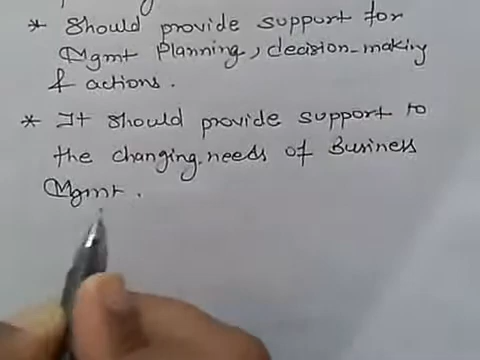 * Should provide support for
Mgmt Planning, decision-making
& actions.
* It should provide support to
the changing needs of Business
Mgmt.